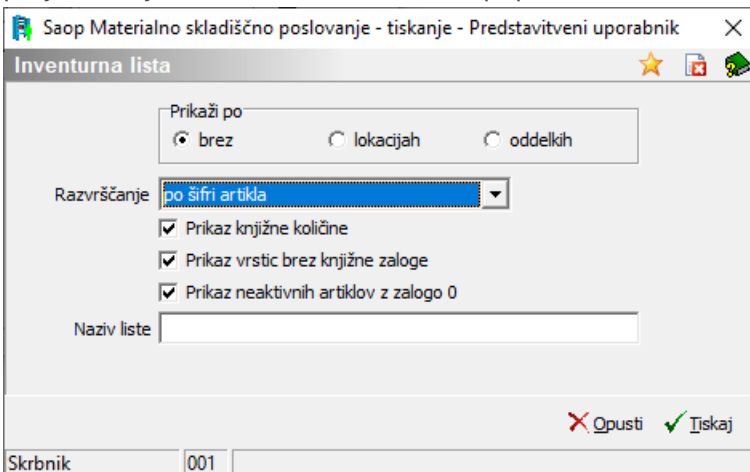 Saop Materialno skladiščno poslovanje - tiskanje - Predstavitveni uporabnik
Inventurna lista
Prikaži po
brez lokacijah oddelkih
Razvrščanje po šifri artikla
Prikaz knjižne količine
Prikaz vrstic brez knjižne zaloge
Prikaz neaktivnih artiklov z zalogo 0
Naziv liste
Opusti Tiskaj
Skrbnik 001